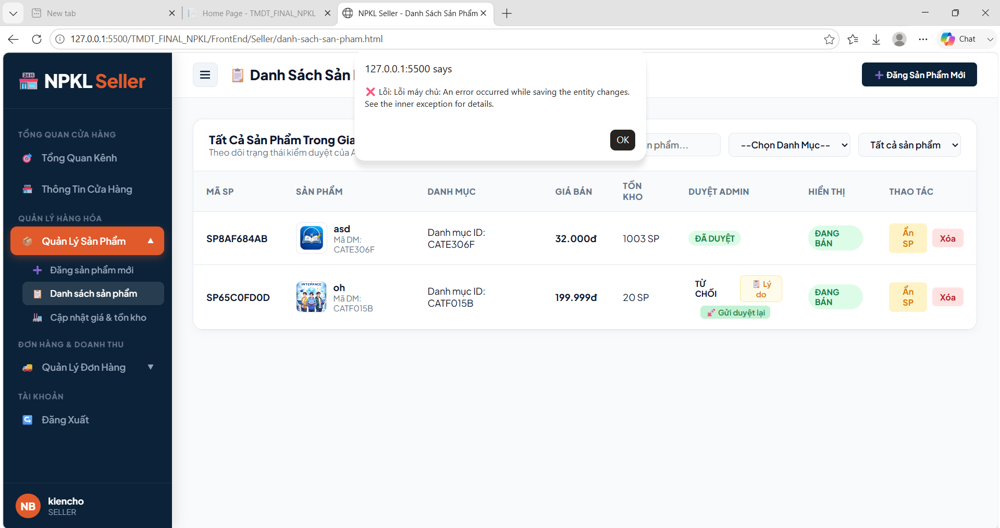 New tab
Home Page - TMDT_FINAL_NPKL
NPKL Seller - Danh Sách Sản Phẩm
127.0.0.1:5500/TMDT_FINAL_NPKL/FrontEnd/Seller/danh-sach-san-pham.html
Chat
24 H
NPKL Seller
TỔNG QUAN CỬA HÀNG
Tổng Quan Kênh
Thông Tin Cửa Hàng
QUẢN LÝ HÀNG HÓA
Quản Lý Sản Phẩm
Đăng sản phẩm mới
Danh sách sản phẩm
Cập nhật giá & tồn kho
ĐƠN HÀNG & DOANH THU
Quản Lý Đơn Hàng
TÀI KHOẢN
Đăng Xuất
NB
kiencho
SELLER
Danh Sách Sản
Đăng Sản Phẩm Mới
127.0.0.1:5500 says
Lỗi: Lỗi máy chủ: An error occurred while saving the entity changes.
See the inner exception for details.
OK
Tất Cả Sản Phẩm Trong Gia
Theo dõi trạng thái kiểm duyệt của A
n phẩm...
--Chọn Danh Mục--
Tất cả sản phẩm
MÃ SP
SẢN PHẨM
DANH MỤC
GIÁ BÁN
TỒN
KHO
DUYỆT ADMIN
HIỂN THỊ
THAO TÁC
SP8AF684AB
asd
Mã DM:
CATE306F
Danh mục ID:
CATE306F
32.000đ
1003 SP
ĐÃ DUYỆT
ĐANG
BÁN
Ẩn
SP
Xóa
SP65C0FD0D
INTERFACE
oh
Mã DM:
CATF015B
Danh mục ID:
CATF015B
199.999đ
20 SP
TỪ
CHỐI
Lý
do
Gửi duyệt lại
ĐANG
BÁN
Ẩn
SP
Xóa